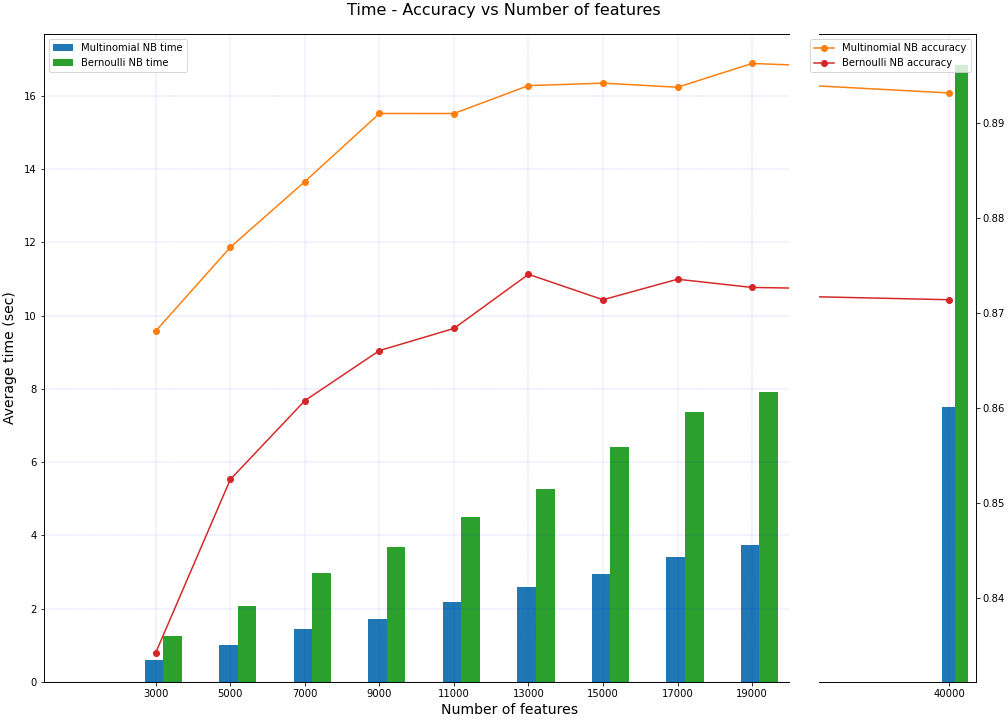 Time - Accuracy vs Number of features
Multinomial NB time
Bernoulli NB time
Multinomial NB accuracy
Bernoulli NB accuracy
Average time (sec)
16
14
12
10
8
6
4
2
0
0.89
0.88
0.87
0.86
0.85
0.84
3000 5000 7000 9000 11000 13000 15000 17000 19000 40000
Number of features